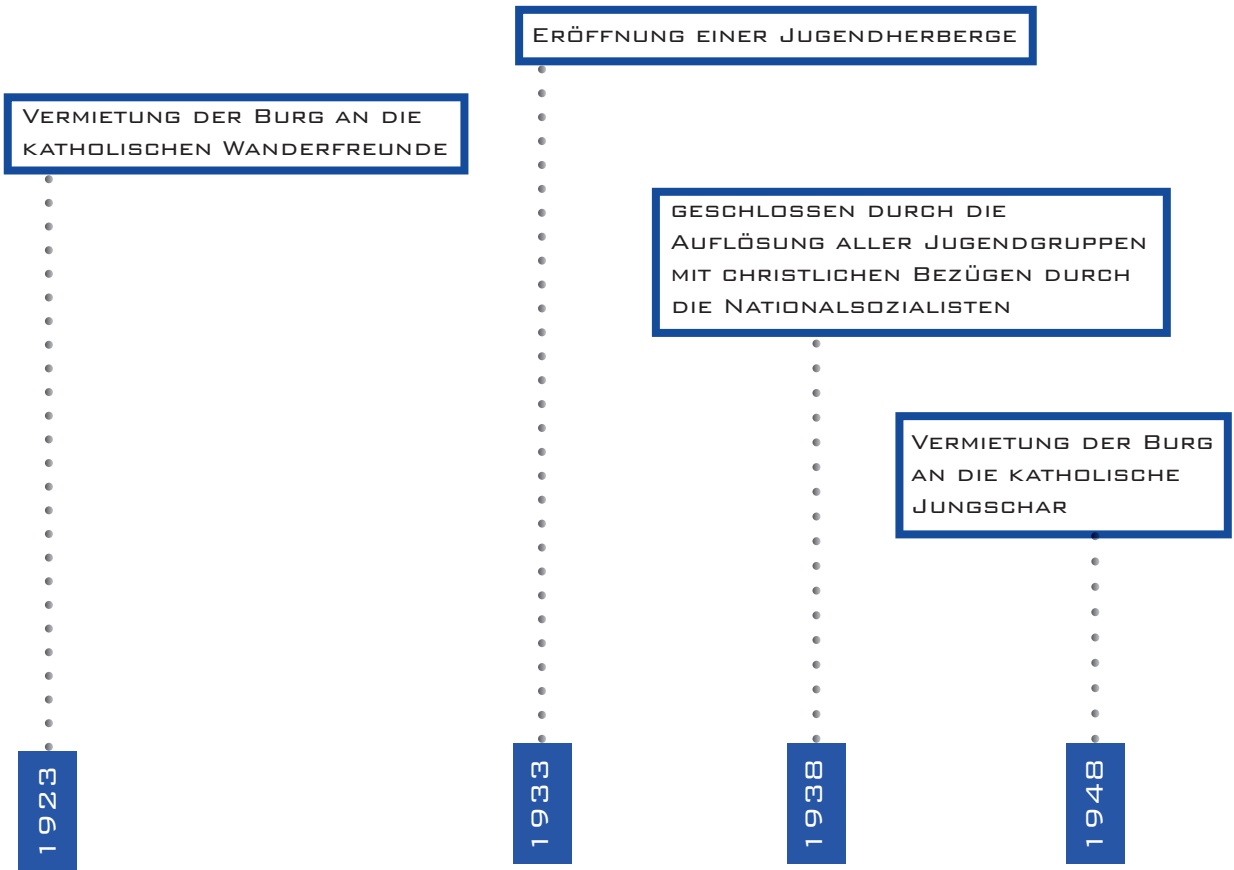 Eröffnung einer Jugendherberge
Vermietung der Burg an die
katholischen Wanderfreunde
geschlossen durch die
Auflösung aller Jugendgruppen
mit christlichen Bezügen durch
die Nationalsozialisten
Vermietung der Burg
an die katholische
Jungschar
1923
1933
1938
1948